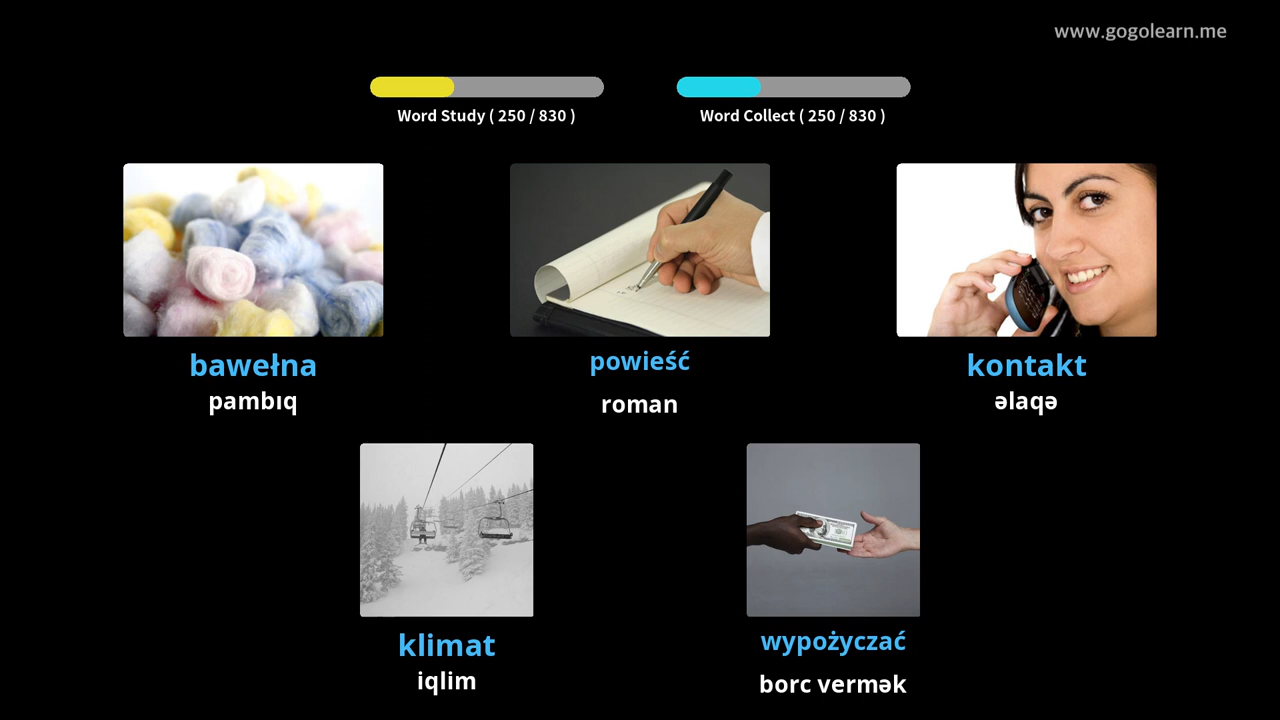 www.gogolearn.me
Word Study ( 250 / 830 )
Word Collect ( 250 / 830 )
bawełna
pambıq
powieść
roman
kontakt
əlaqə
klimat
iqlim
wypożyczać
borc vermək